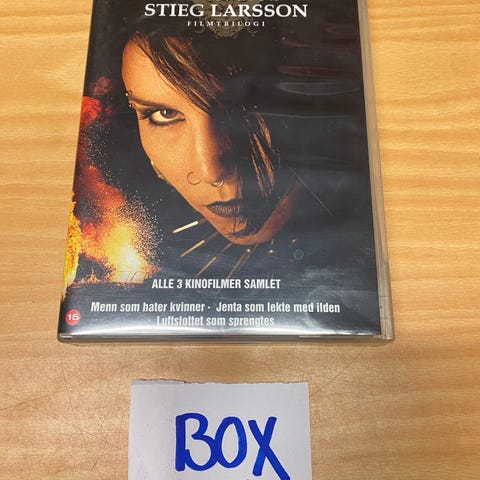 STIEG LARSSON
FILMTRILOGI
ALLE 3 KINOFILMER SAMLET
Menn som hater kvinner · Jenta som lekte med ilden
· Luftslottet som sprengtes
15
BOX